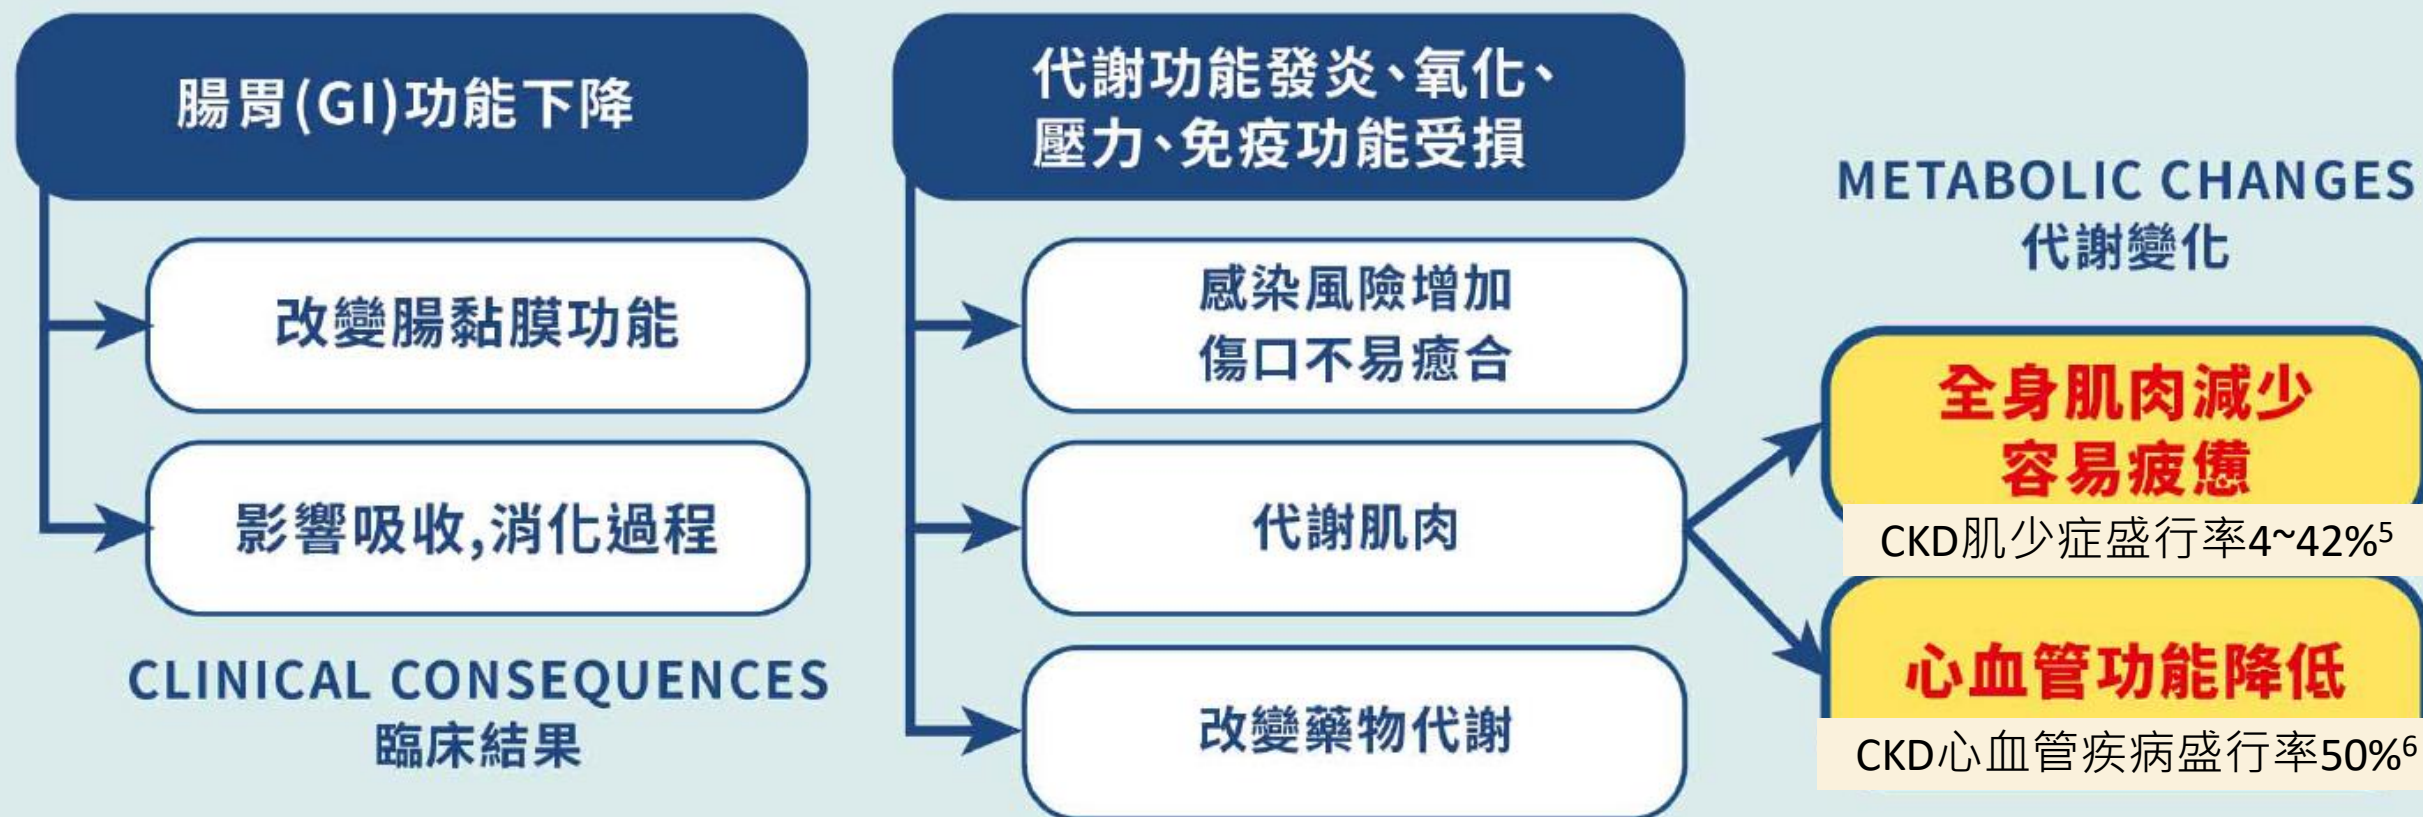 腸胃(GI)功能下降
改變腸黏膜功能
影響吸收,消化過程
CLINICAL CONSEQUENCES
臨床結果
代謝功能發炎、氧化、
壓力、免疫功能受損
感染風險增加
傷口不易癒合
代謝肌肉
改變藥物代謝
METABOLIC CHANGES
代謝變化
全身肌肉減少
容易疲憊
CKD肌少症盛行率4~42%⁵
心血管功能降低
CKD心血管疾病盛行率50%⁶